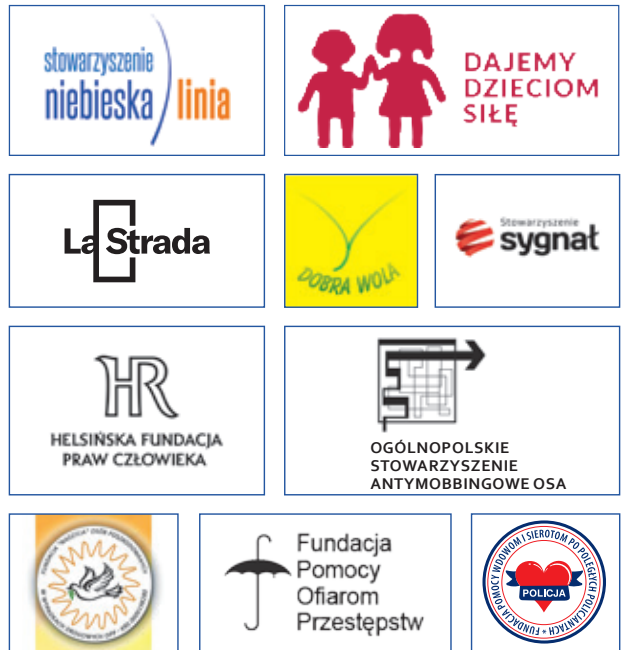 stowarzyszenie
niebieska linia
DAJEMY
DZIECIOM
SIŁĘ
La Strada
DOBRA WOLA
Stowarzyszenie
sygnał
HR
HELSIŃSKA FUNDACJA
PRAW CZŁOWIEKA
OGÓLNOPOLSKIE
STOWARZYSZENIE
ANTYMOBBINGOWE OSA
Fundacja
Pomocy
Ofiarom
Przestępstw
FUNDACJA POMOCY WDOWOM I SIEROTOM PO POLEGŁYCH POLICJANTACH
POLICJA